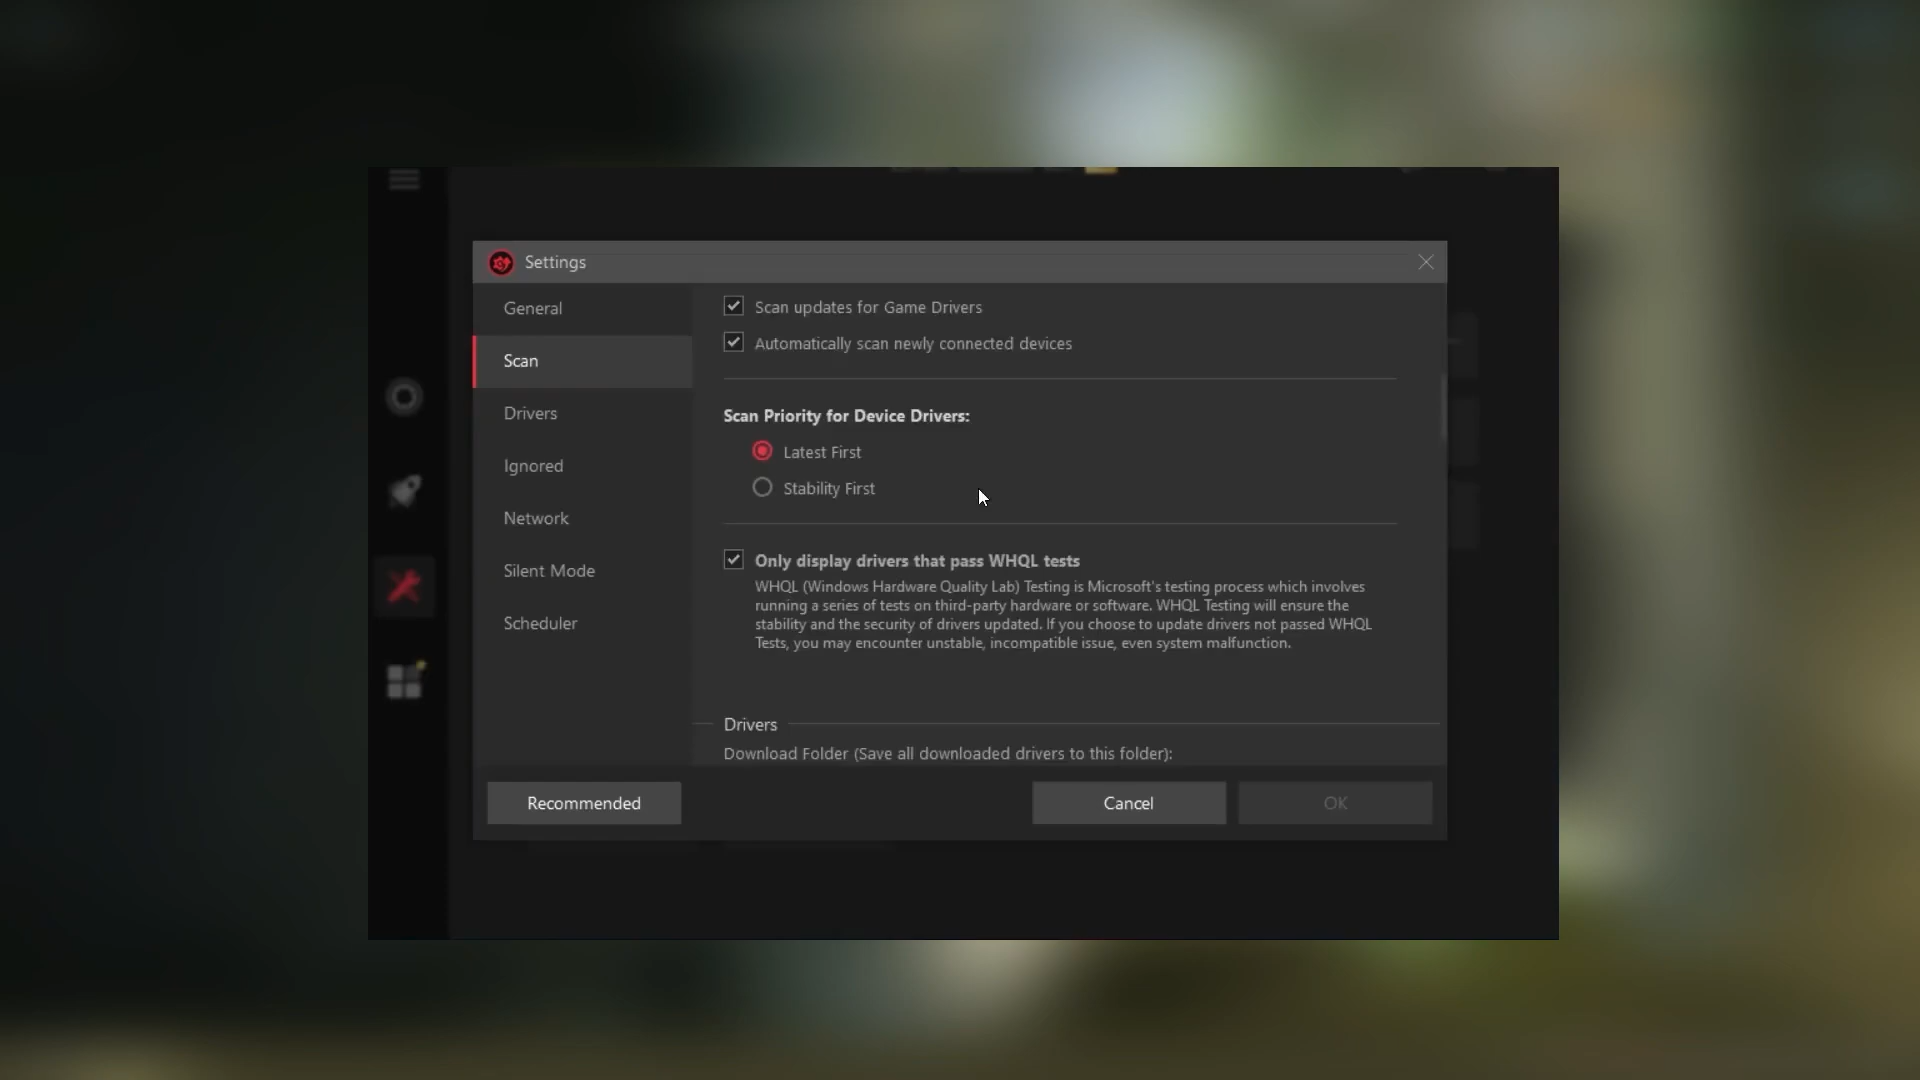 Settings
General
Scan
Drivers
Ignored
Network
Silent Mode
Scheduler
Scan updates for Game Drivers
Automatically scan newly connected devices
Scan Priority for Device Drivers:
Latest First
Stability First
Only display drivers that pass WHQL tests
WHQL (Windows Hardware Quality Lab) Testing is Microsoft's testing process which involves
running a series of tests on third-party hardware or software. WHQL Testing will ensure the
stability and the security of drivers updated. If you choose to update drivers not passed WHQL
Tests, you may encounter unstable, incompatible issue, even system malfunction.
Drivers
Download Folder (Save all downloaded drivers to this folder):
Recommended
Cancel
OK